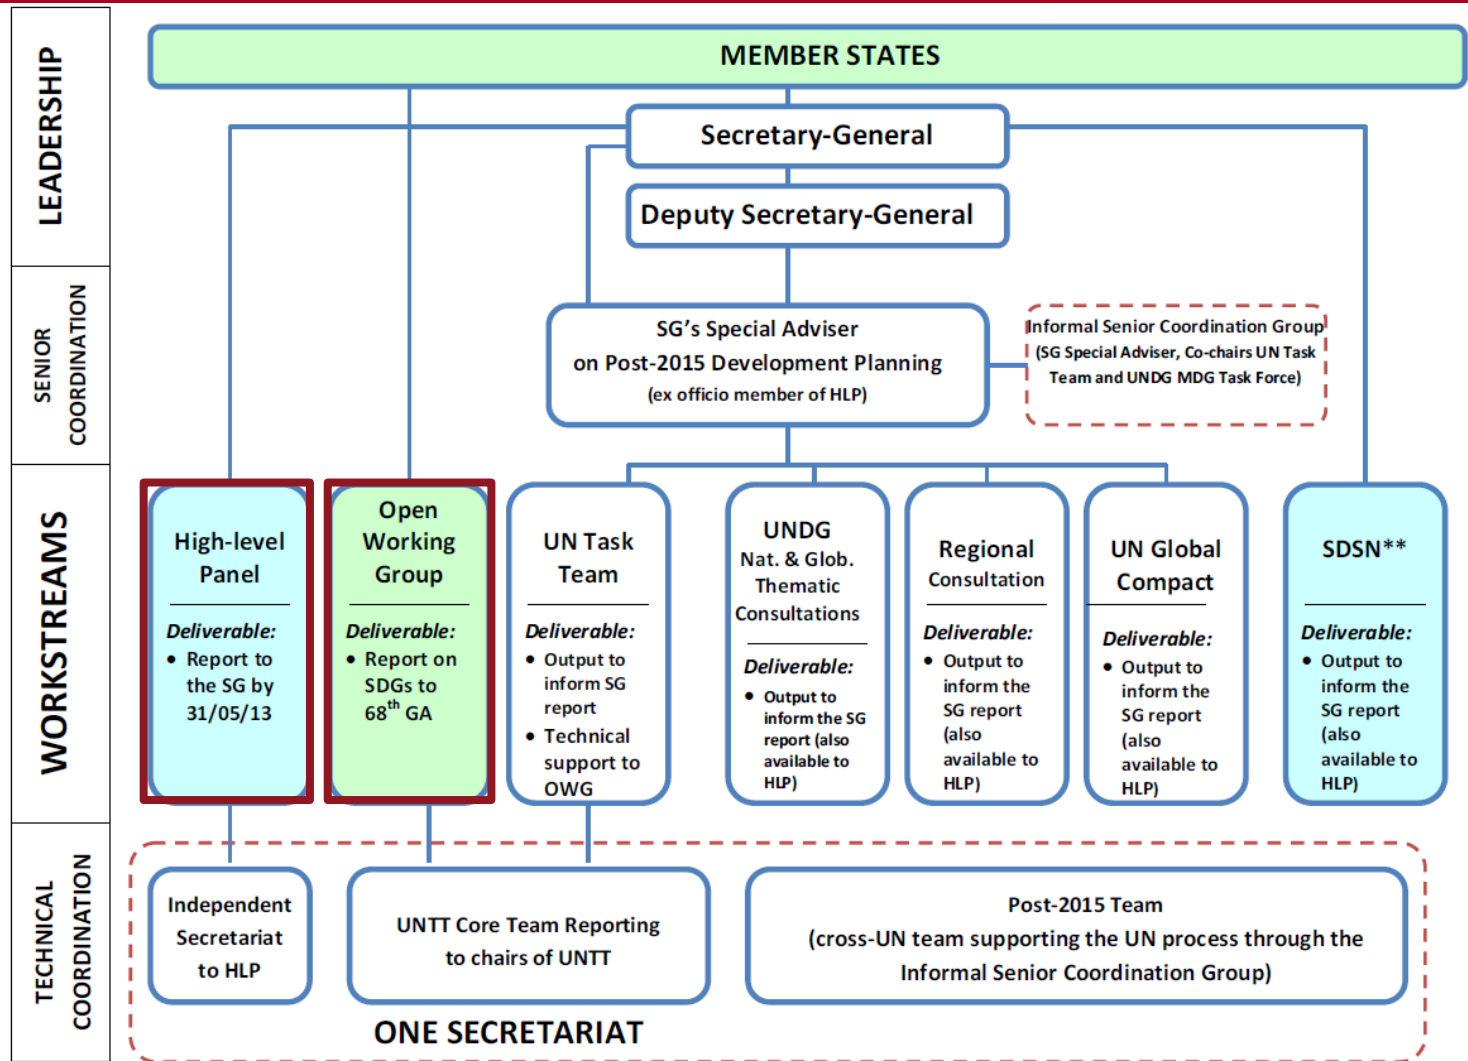 LEADERSHIP
MEMBER STATES
Secretary-General
Deputy Secretary-General
SENIOR
COORDINATION
SG's Special Adviser
on Post-2015 Development Planning
(ex officio member of HLP)
Informal Senior Coordination Group
(SG Special Adviser, Co-chairs UN Task
Team and UNDG MDG Task Force)
WORKSTREAMS
High-level
Panel
Deliverable:
• Report to
the SG by
31/05/13
Open
Working
Group
Deliverable:
• Report on
SDGs to
68th GA
UN Task
Team
Deliverable:
• Output to
inform SG
report
• Technical
support to
OWG
UNDG
Nat. & Glob.
Thematic
Consultations
Deliverable:
• Output to
inform the SG
report (also
available to
HLP)
Regional
Consultation
Deliverable:
• Output to
inform the
SG report
(also
available to
HLP)
UN Global
Compact
Deliverable:
• Output to
inform the
SG report
(also
available to
HLP)
SDSN**
Deliverable:
• Output to
inform the
SG report
(also
available to
HLP)
TECHNICAL
COORDINATION
Independent
Secretariat
to HLP
UNTT Core Team Reporting
to chairs of UNTT
Post-2015 Team
(cross-UN team supporting the UN process through the
Informal Senior Coordination Group)
ONE SECRETARIAT